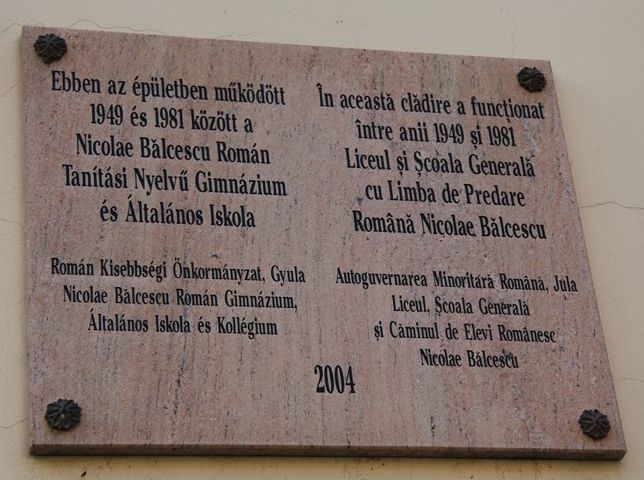 Ebben az épületben működött
1949 és 1981 között a
Nicolae Bălcescu Román
Tanítási Nyelvű Gimnázium
és Általános Iskola
Román Kisebbségi Önkormányzat, Gyula
Nicolae Bălcescu Román Gimnázium,
Általános Iskola és Kollégium
În această clădire a funcționat
între anii 1949 și 1981
Liceul și Școala Generală
cu Limba de Predare
Română Nicolae Bălcescu
Autoguvernarea Minoritară Română, Jula
Liceul, Școala Generală
și Căminul de Elevi Românesc
Nicolae Bălcescu
2004